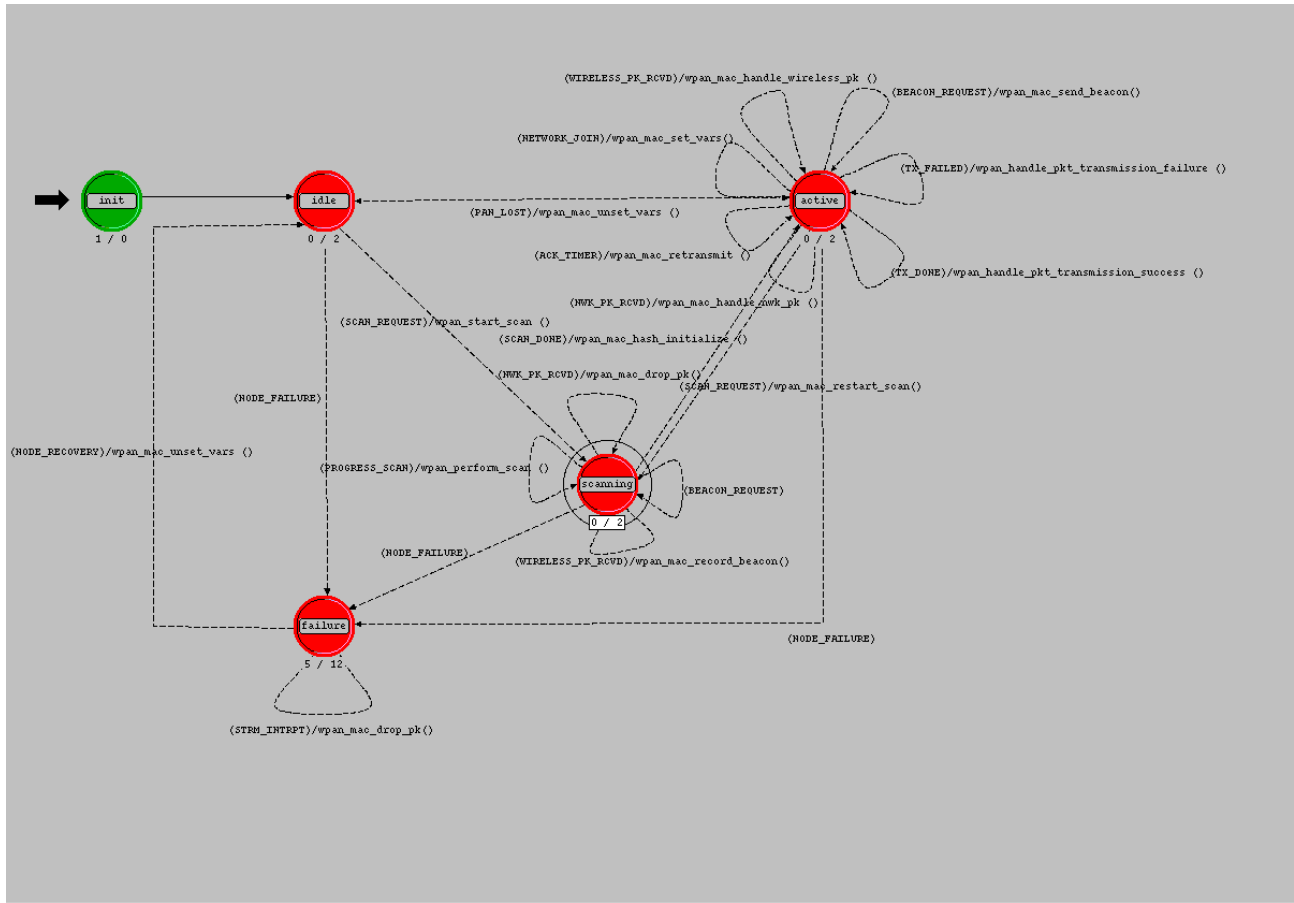 (WIRELESS_PK_RCVD)/wpan_mac_handle_wireless_pk ()
(BEACON_REQUEST)/wpan_mac_send_beacon()
(NETWORK_JOIN)/wpan_mac_set_vars()
(TX_FAILED)/wpan_handle_pkt_transmission_failure ()
init
idle
active
(PAN_LOST)/wpan_mac_unset_vars ()
1 / 0
0 / 2
0 / 2
(ACK_TIMER)/wpan_mac_retransmit ()
(TX_DONE)/wpan_handle_pkt_transmission_success ()
(NWK_PK_RCVD)/wpan_mac_handle_nwk_pk ()
(SCAN_REQUEST)/wpan_start_scan ()
(SCAN_DONE)/wpan_mac_hash_initialize ()
(NWK_PK_RCVD)/wpan_mac_drop_pk()
(SCAN_REQUEST)/wpan_mac_restart_scan()
(NODE_FAILURE)
(NODE_RECOVERY)/wpan_mac_unset_vars ()
(PROGRESS_SCAN)/wpan_perform_scan ()
scanning
(BEACON_REQUEST)
0 / 2
(NODE_FAILURE)
(WIRELESS_PK_RCVD)/wpan_mac_record_beacon()
failure
(NODE_FAILURE)
5 / 12
(STRM_INTRPT)/wpan_mac_drop_pk()